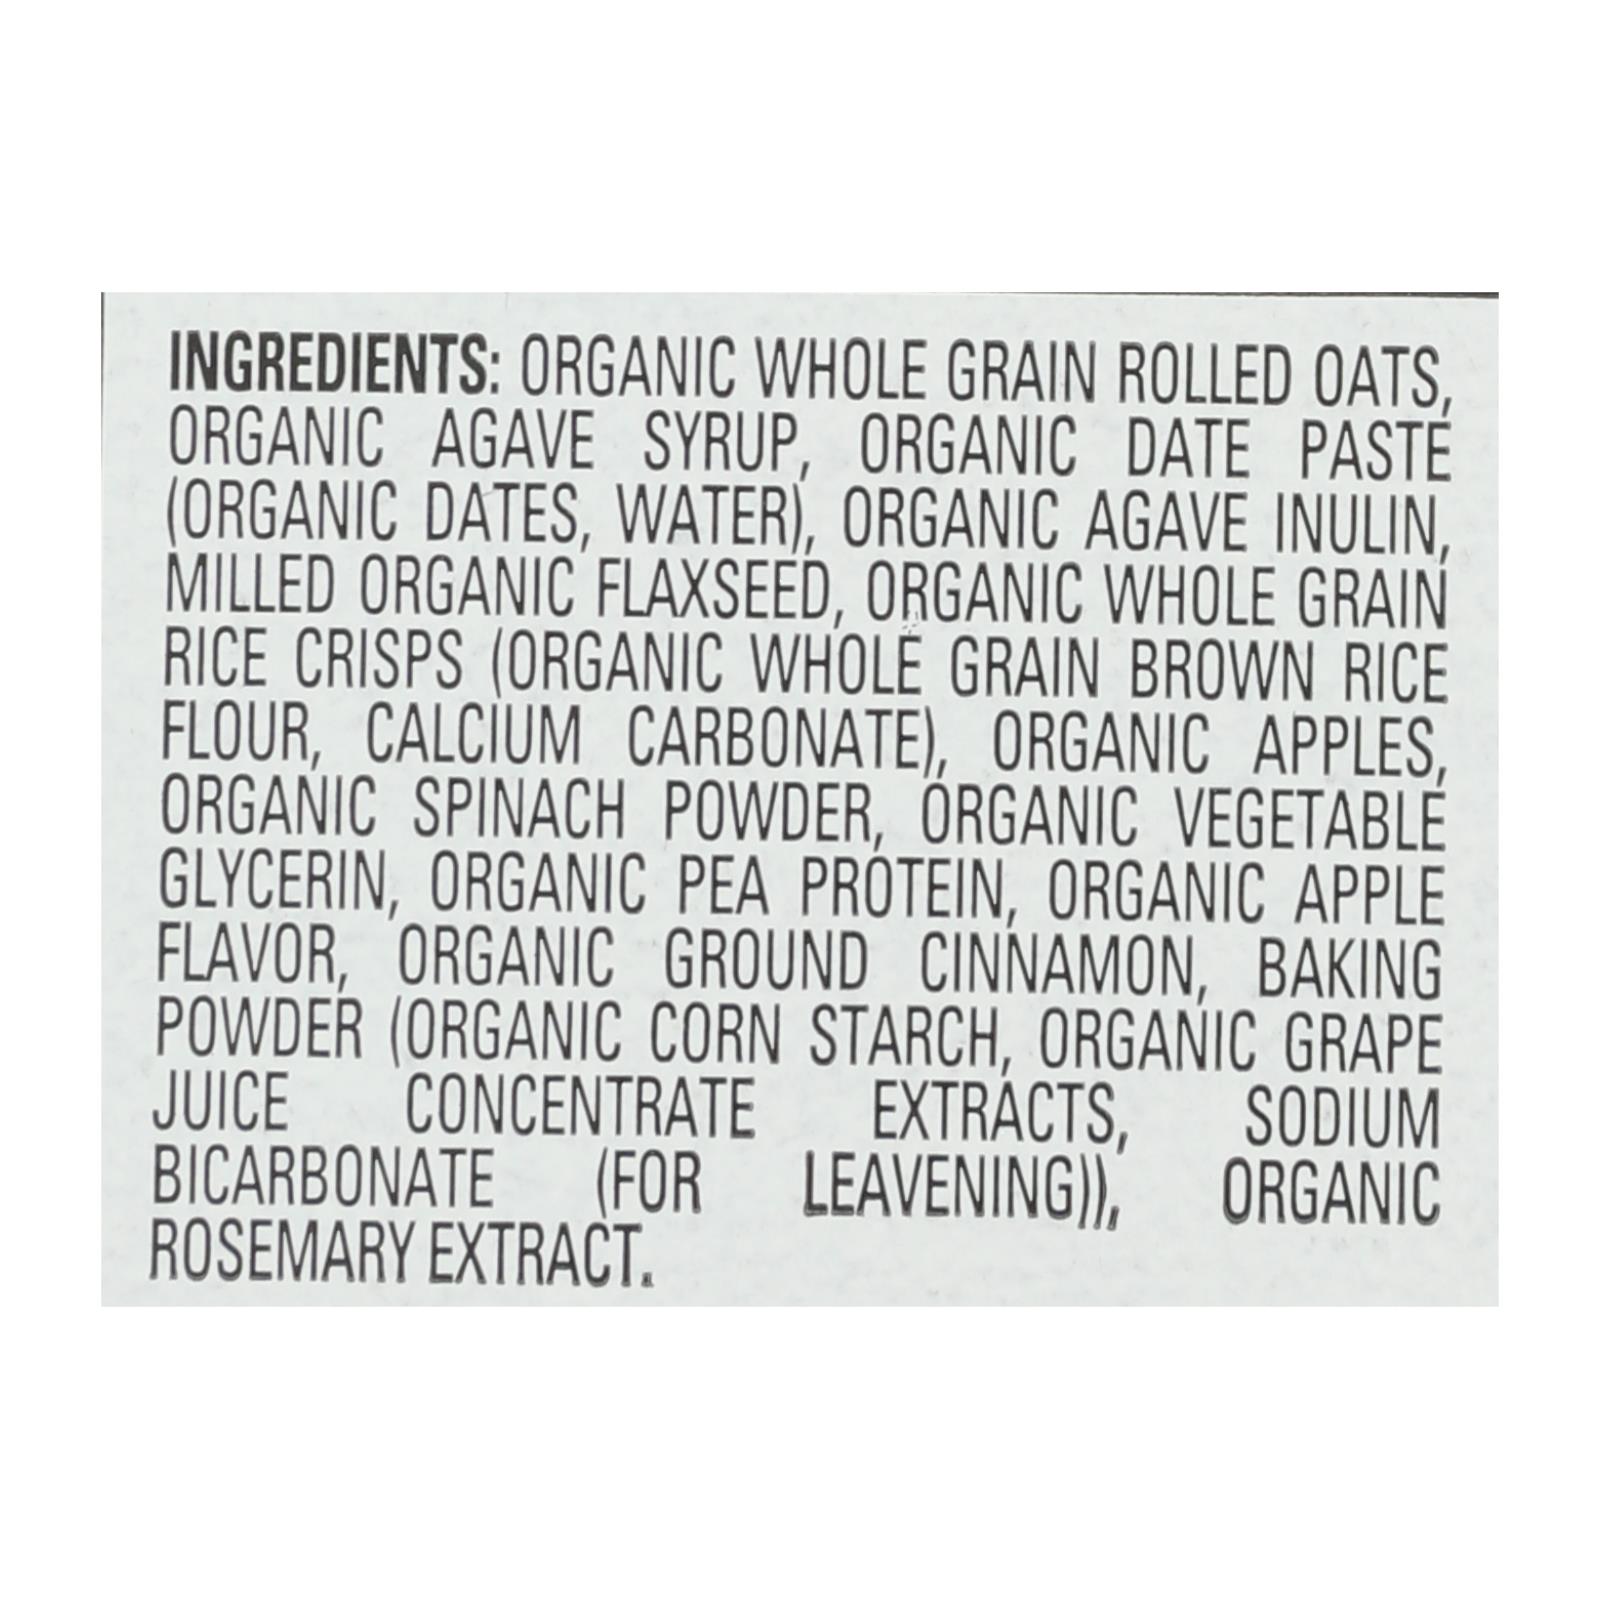 INGREDIENTS: ORGANIC WHOLE GRAIN ROLLED OATS,
ORGANIC AGAVE SYRUP, ORGANIC DATE PASTE
(ORGANIC DATES, WATER), ORGANIC AGAVE INULIN,
MILLED ORGANIC FLAXSEED, ORGANIC WHOLE GRAIN
RICE CRISPS (ORGANIC WHOLE GRAIN BROWN RICE
FLOUR, CALCIUM CARBONATE), ORGANIC APPLES,
ORGANIC SPINACH POWDER, ORGANIC VEGETABLE
GLYCERIN, ORGANIC PEA PROTEIN, ORGANIC APPLE
FLAVOR, ORGANIC GROUND CINNAMON, BAKING
POWDER (ORGANIC CORN STARCH, ORGANIC GRAPE
JUICE CONCENTRATE EXTRACTS, SODIUM
BICARBONATE (FOR LEAVENING)), ORGANIC
ROSEMARY EXTRACT.